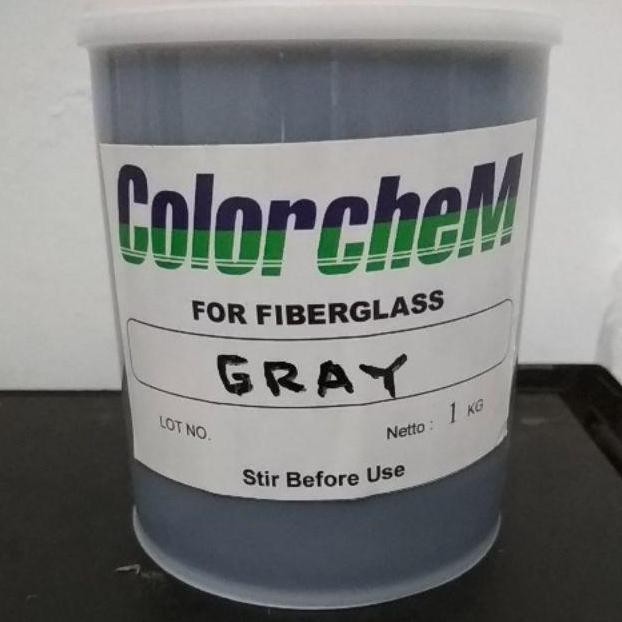 ColorcheM
FOR FIBERGLASS
GRAY
LOT NO.
Netto : 1 KG
Stir Before Use